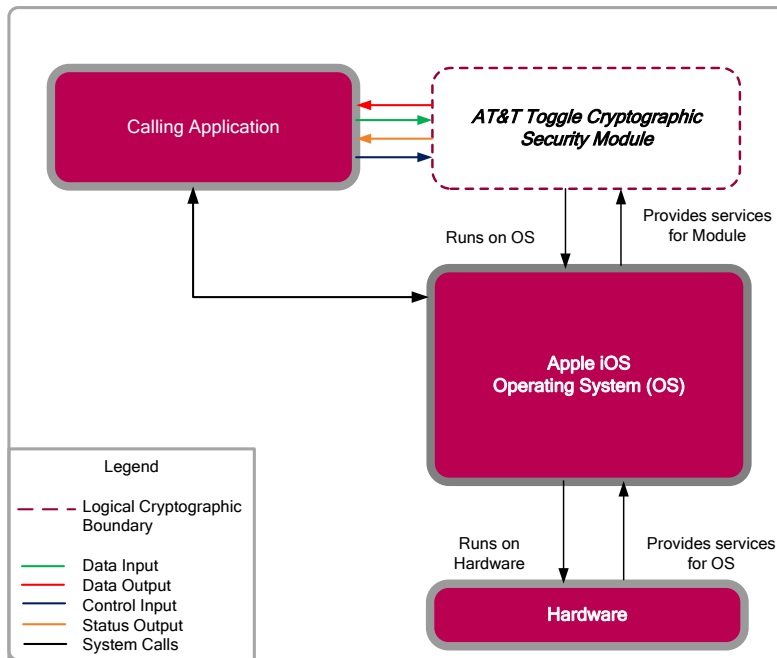 Calling Application
AT&T Toggle Cryptographic
Security Module
Runs on OS
Provides services
for Module
Apple iOS
Operating System (OS)
Legend
Logical Cryptographic
Boundary
Data Input
Data Output
Control Input
Status Output
System Calls
Runs on
Hardware
Provides services
for OS
Hardware